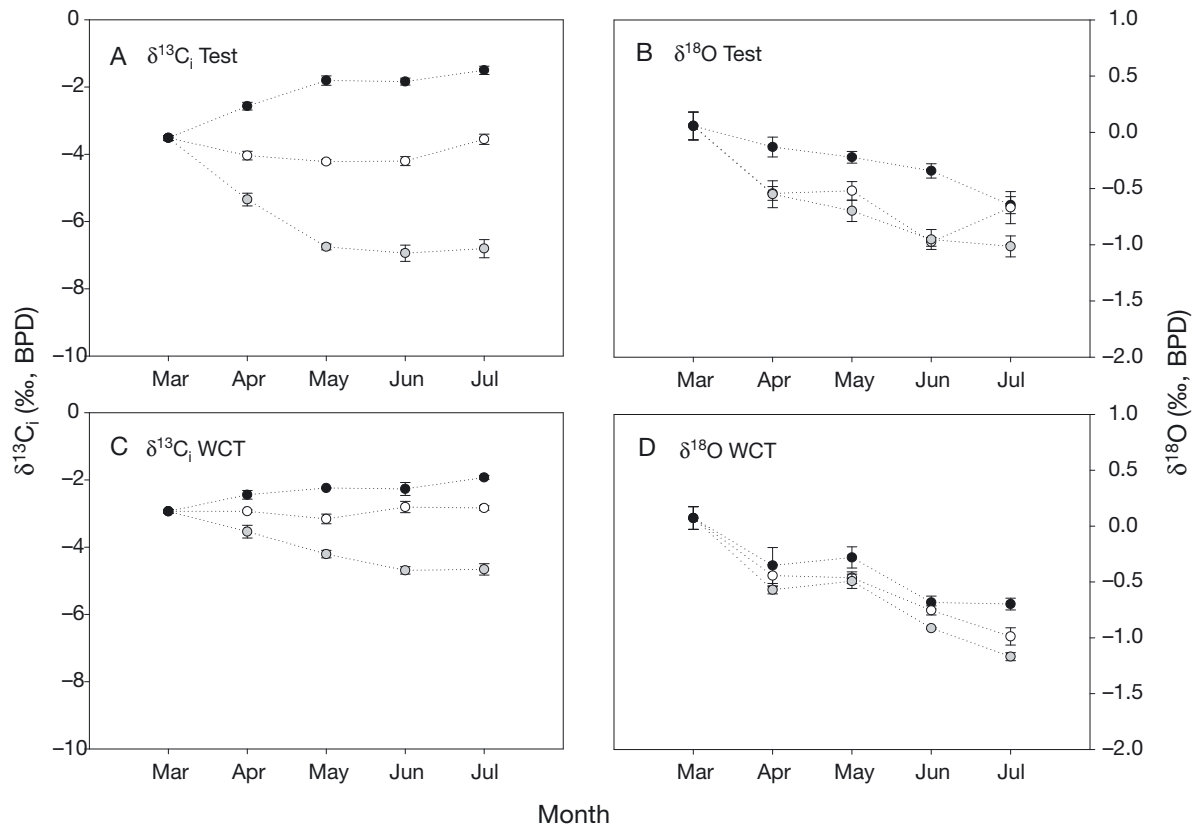 A δ¹³Cᵢ Test
0
−2
−4
−6
−8
−10
Mar Apr May Jun Jul
B δ¹⁸O Test
1.0
0.5
0.0
−0.5
−1.0
−1.5
−2.0
Mar Apr May Jun Jul
C δ¹³Cᵢ WCT
0
−2
−4
−6
−8
−10
Mar Apr May Jun Jul
D δ¹⁸O WCT
1.0
0.5
0.0
−0.5
−1.0
−1.5
−2.0
Mar Apr May Jun Jul
δ¹³Cᵢ (‰, BPD)
δ¹⁸O (‰, BPD)
Month